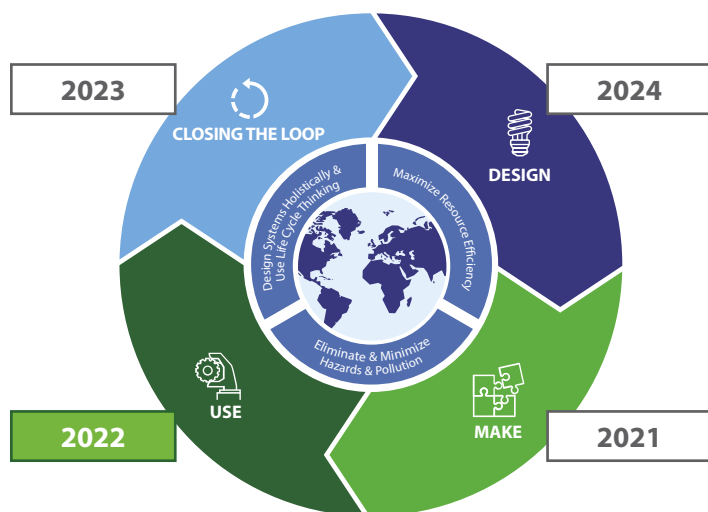 2023
2024
CLOSING THE LOOP
DESIGN
Design Systems Holistically &
Use Life Cycle Thinking
Maximize Resource Efficiency
Eliminate & Minimize
Hazards & Pollution
USE
MAKE
2022
2021